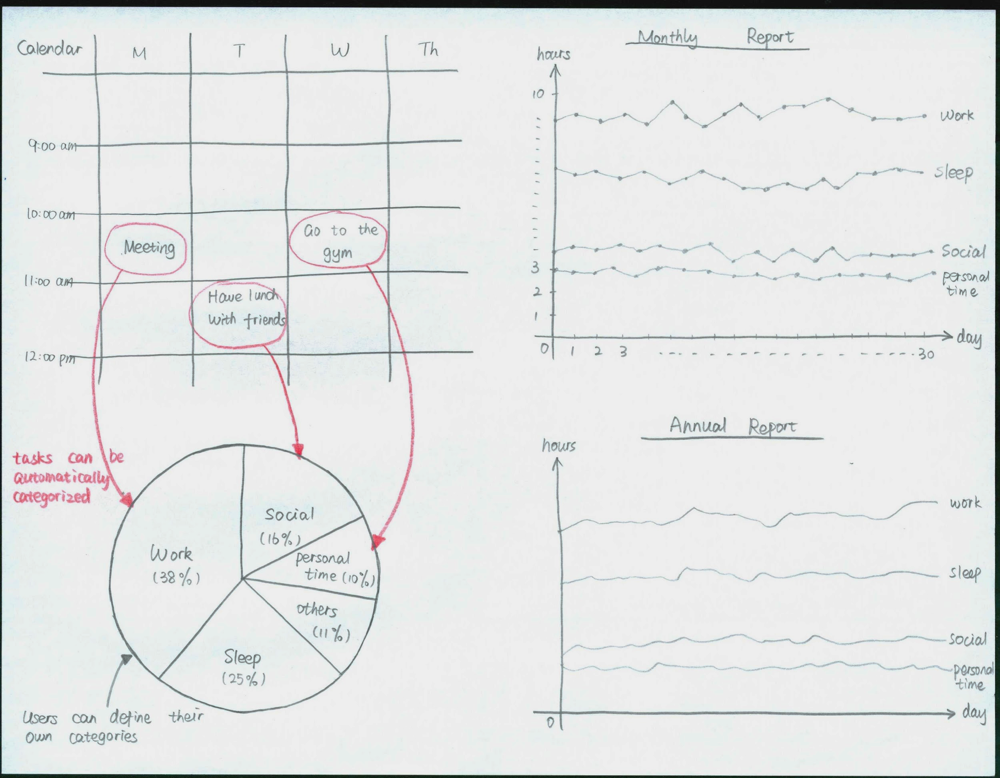 Calendar M T W Th
9:00 am
10:00 am
Meeting
Go to the
gym
11:00 am
Have lunch
with friends
12:00 pm
tasks can be
automatically
categorized
Social
(16%)
Work
(38%)
personal
time (10%)
others
(11%)
Sleep
(25%)
Users can define their
own categories
Monthly Report
hours
10
3
2
1
0 1 2 3 30
day
Work
Sleep
Social
personal
time
Annual Report
hours
work
sleep
social
personal
time
0
day